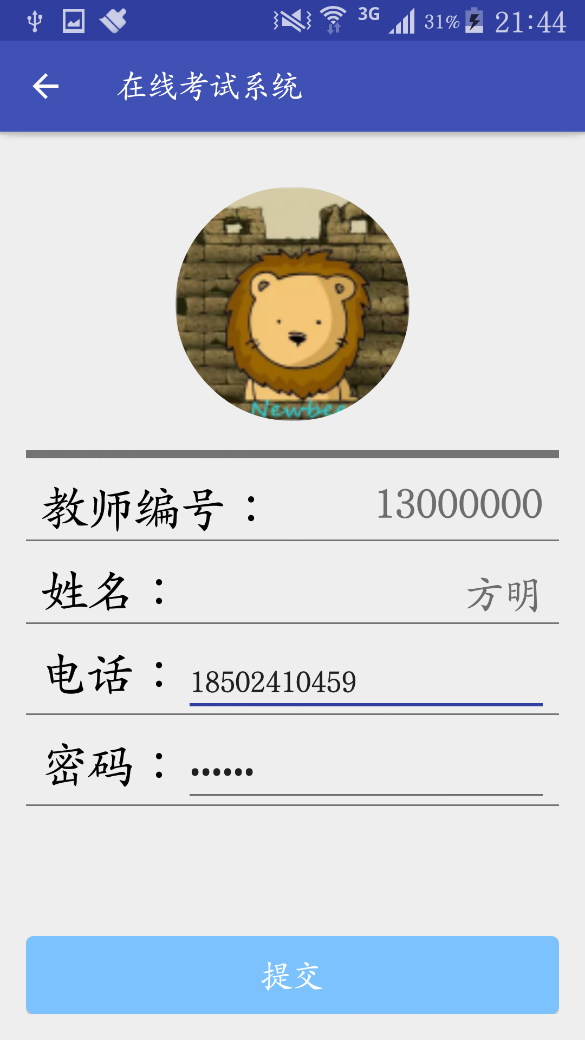 3G 31% 21:44
在线考试系统
Newbee
教师编号： 13000000
姓名： 方明
电话： 18502410459
密码： ••••••
提交